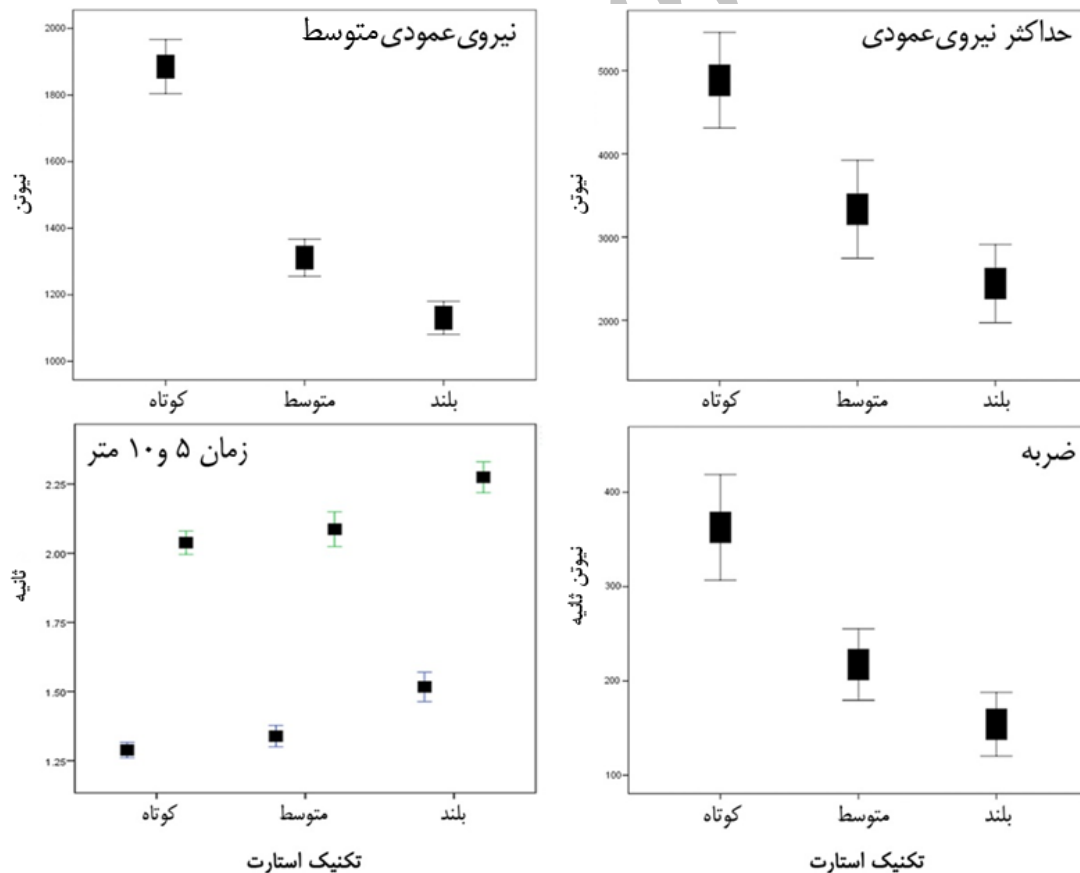 نیروی‌عمودی‌متوسط
2000
1800
1600
1400
1200
1000
نیوتن
کوتاه
متوسط
بلند
حداکثر نیروی‌عمودی
5000
4000
3000
2000
نیوتن
کوتاه
متوسط
بلند
زمان ۵ و۱۰ متر
2.25
2.00
1.75
1.50
1.25
ثانیه
کوتاه
متوسط
بلند
تکنیک استارت
ضربه
400
300
200
100
نیوتن ثانیه
کوتاه
متوسط
بلند
تکنیک استارت